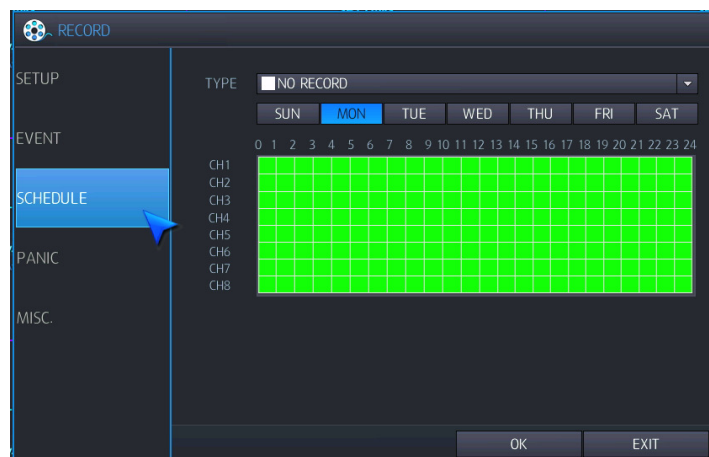 RECORD
SETUP
TYPE NO RECORD
SUN MON TUE WED THU FRI SAT
EVENT
0 1 2 3 4 5 6 7 8 9 10 11 12 13 14 15 16 17 18 19 20 21 22 23 24
CH1
CH2
SCHEDULE
CH3
CH4
CH5
CH6
PANIC
CH7
CH8
MISC.
OK EXIT